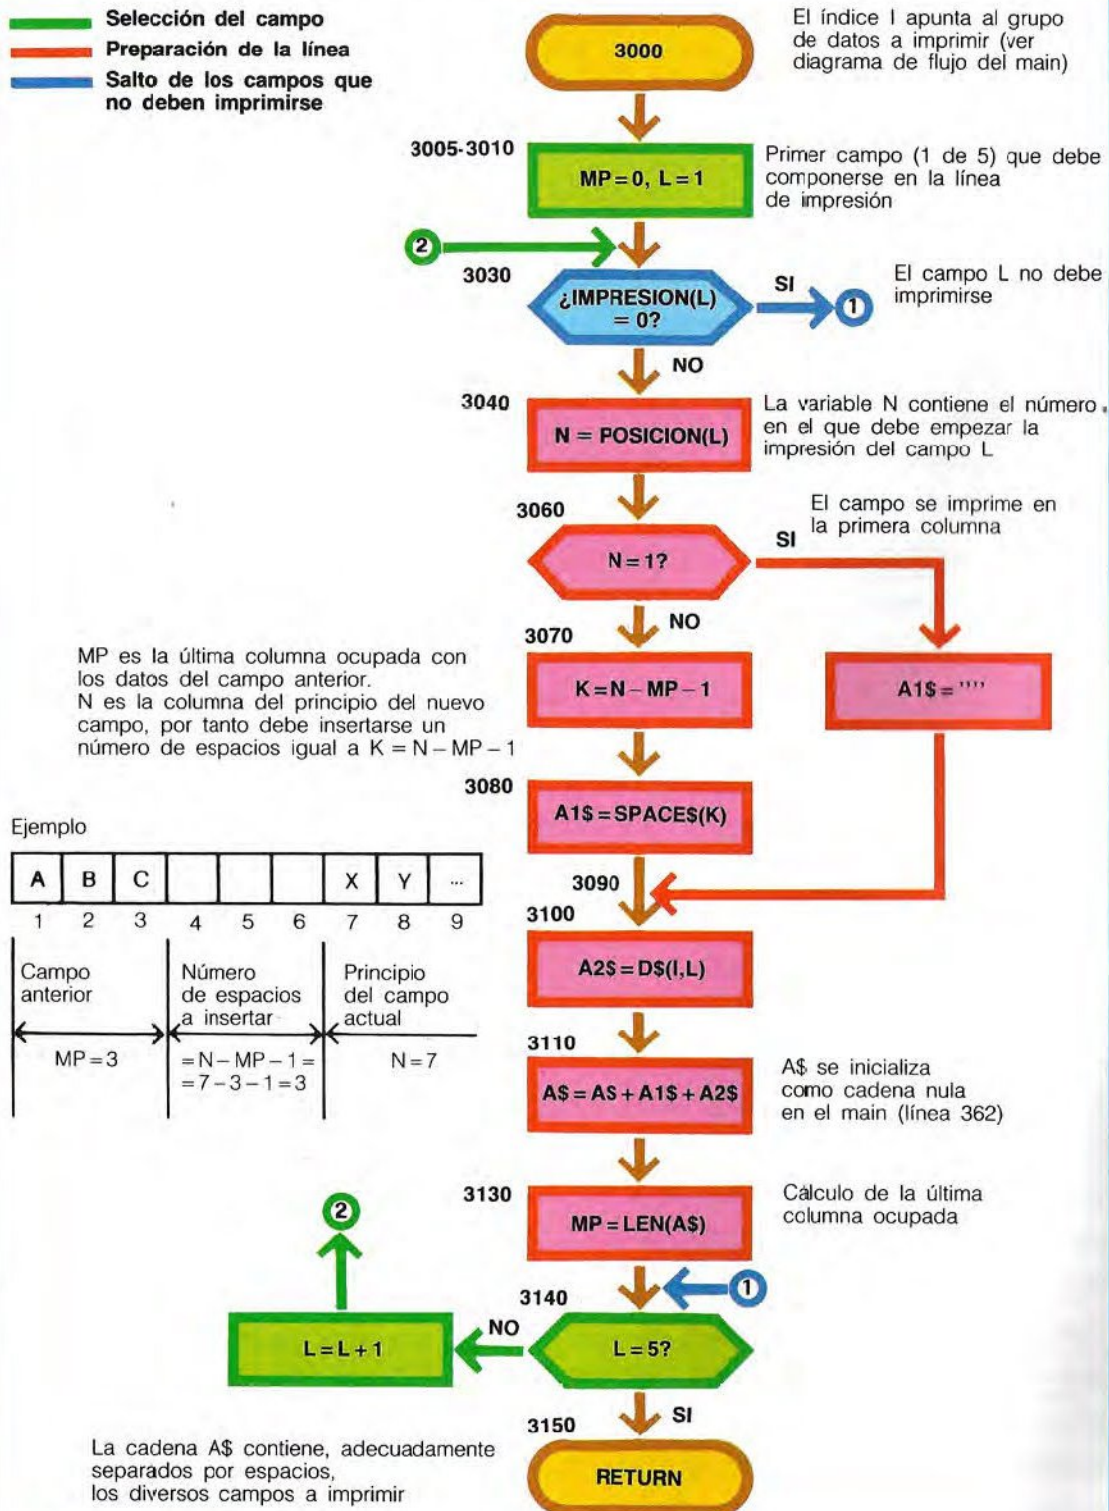 Selección del campo
Preparación de la línea
Salto de los campos que
no deben imprimirse
3000
El índice I apunta al grupo
de datos a imprimir (ver
diagrama de flujo del main)
3005-3010
MP = 0, L = 1
Primer campo (1 de 5) que debe
componerse en la línea
de impresión
2
3030
¿IMPRESION(L)
= 0?
SI
1
El campo L no debe
imprimirse
NO
3040
N = POSICION(L)
La variable N contiene el número
en el que debe empezar la
impresión del campo L
3060
N = 1?
SI
El campo se imprime en
la primera columna
NO
3070
K = N – MP – 1
A1$ = ""
MP es la última columna ocupada con
los datos del campo anterior.
N es la columna del principio del nuevo
campo, por tanto debe insertarse un
número de espacios igual a K = N – MP – 1
3080
A1$ = SPACE$(K)
Ejemplo
A B C X Y ...
1 2 3 4 5 6 7 8 9
Campo
anterior
Número
de espacios
a insertar
Principio
del campo
actual
MP = 3
= N – MP – 1 =
= 7 – 3 – 1 = 3
N = 7
3090
3100
A2$ = D$(I,L)
3110
A$ = A$ + A1$ + A2$
A$ se inicializa
como cadena nula
en el main (línea 362)
3130
MP = LEN(A$)
Cálculo de la última
columna ocupada
2
1
3140
L = 5?
NO
L = L + 1
SI
3150
RETURN
La cadena A$ contiene, adecuadamente
separados por espacios,
los diversos campos a imprimir